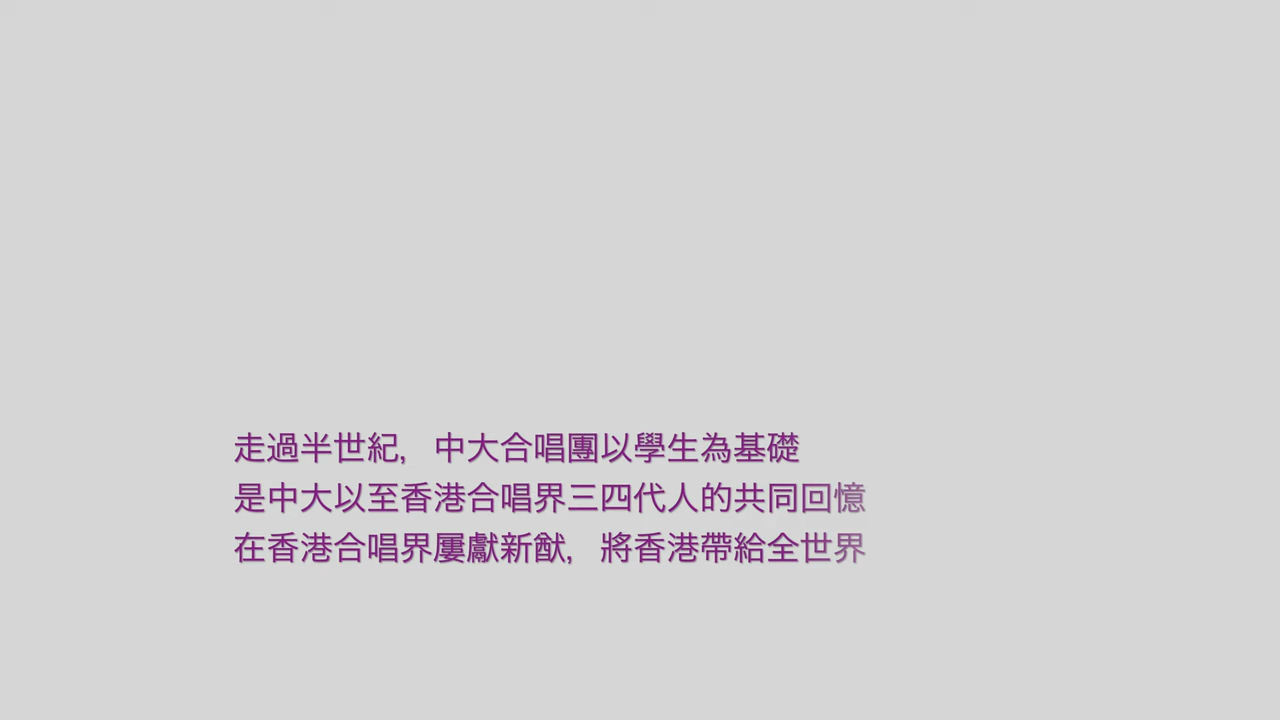 走過半世紀，中大合唱團以學生為基礎
是中大以至香港合唱界三四代人的共同回憶
在香港合唱界屢獻新猷，將香港帶給全世界